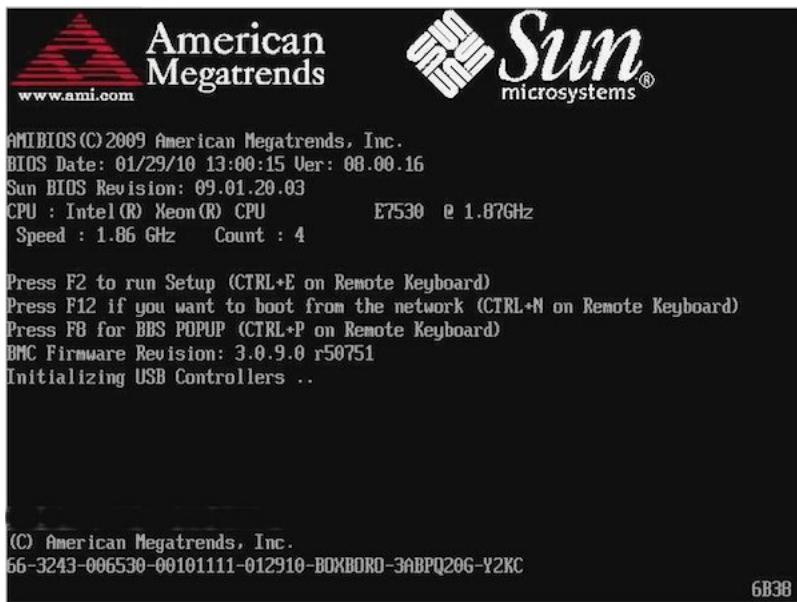 American
Megatrends
www.ami.com
Sun
microsystems
AMIBIOS(C)2009 American Megatrends, Inc.
BIOS Date: 01/29/10 13:00:15 Ver: 08.00.16
Sun BIOS Revision: 09.01.20.03
CPU : Intel(R) Xeon(R) CPU E7530 @ 1.87GHz
Speed : 1.86 GHz Count : 4
Press F2 to run Setup (CTRL+E on Remote Keyboard)
Press F12 if you want to boot from the network (CTRL+N on Remote Keyboard)
Press F8 for BBS POPUP (CTRL+P on Remote Keyboard)
BMC Firmware Revision: 3.0.9.0 r50751
Initializing USB Controllers ..
(C) American Megatrends, Inc.
66-3243-006530-00101111-012910-BOXBORO-3ABPQ20G-Y2KC
6B38